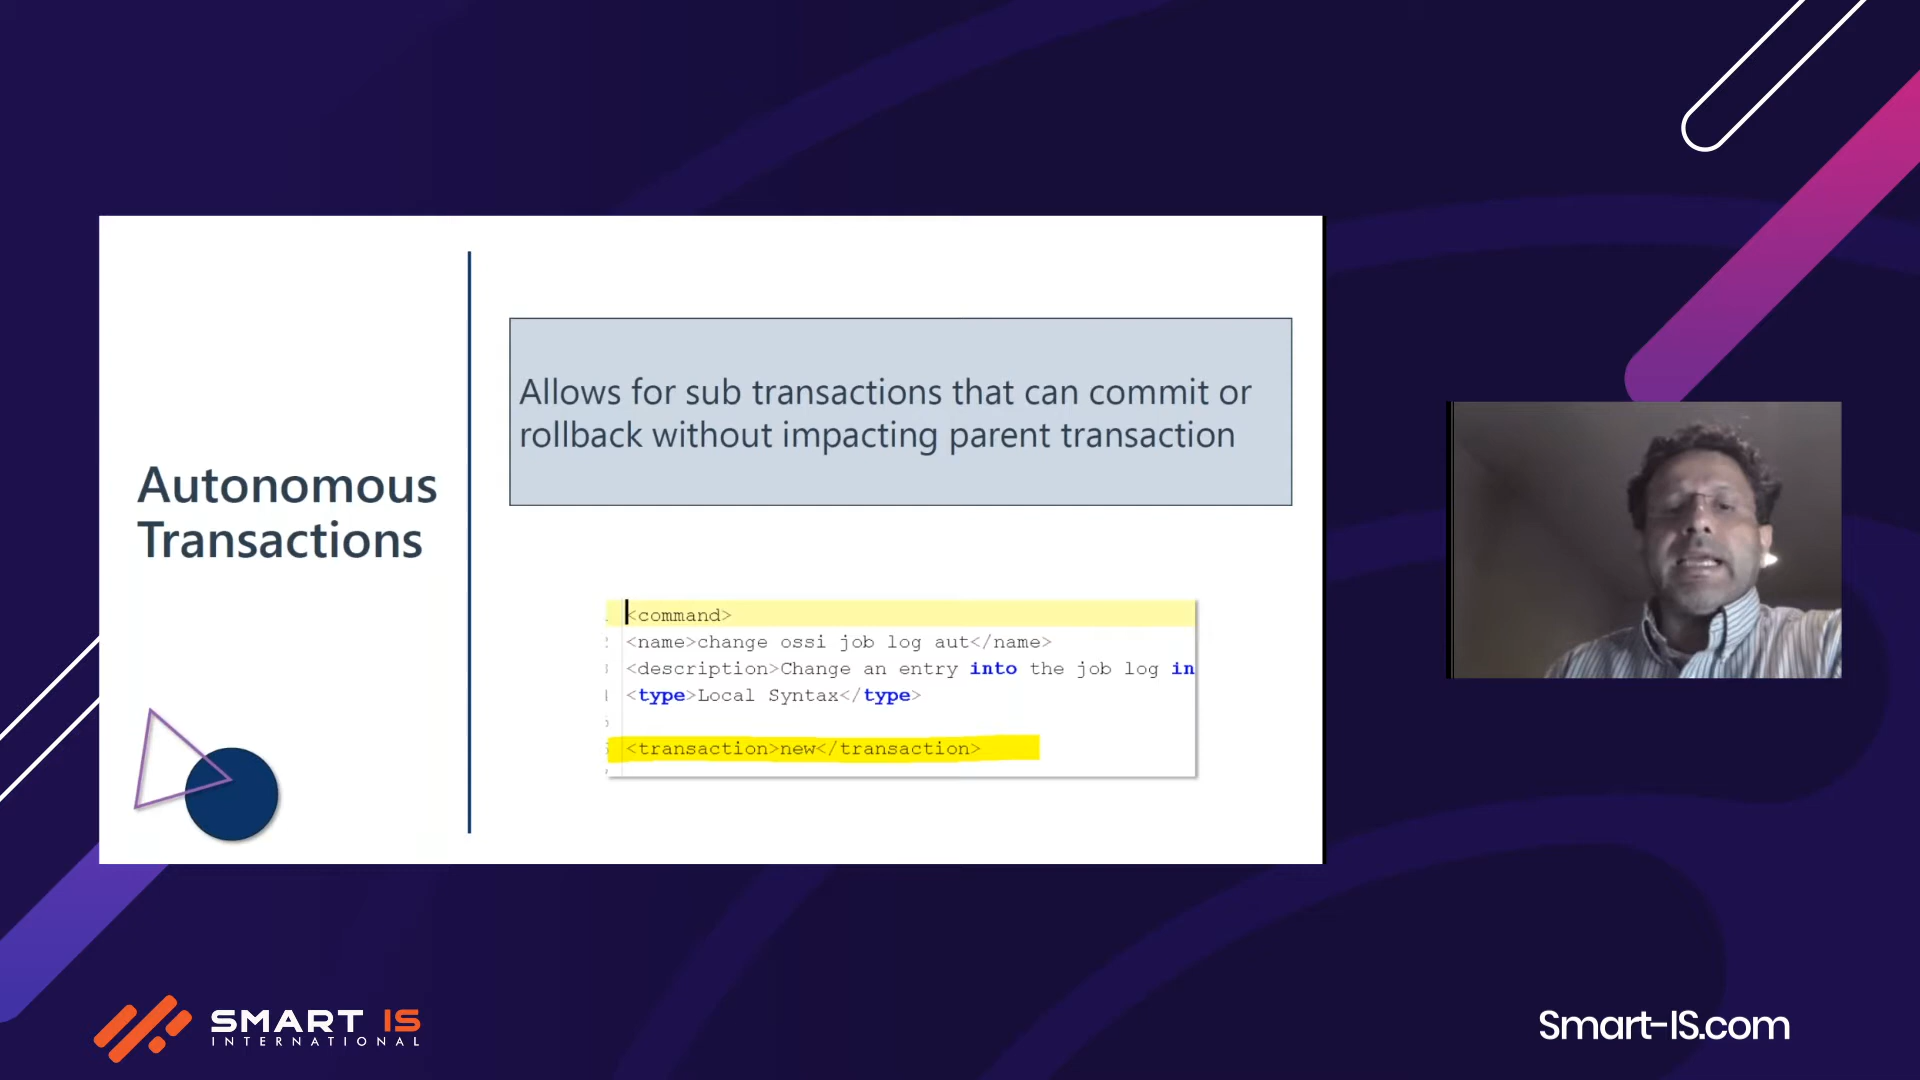 Autonomous
Transactions
Allows for sub transactions that can commit or
rollback without impacting parent transaction
<command>
<name>change ossi job log aut</name>
<description>Change an entry into the job log in
<type>Local Syntax</type>
<transaction>new</transaction>
SMART IS
INTERNATIONAL
Smart-IS.com